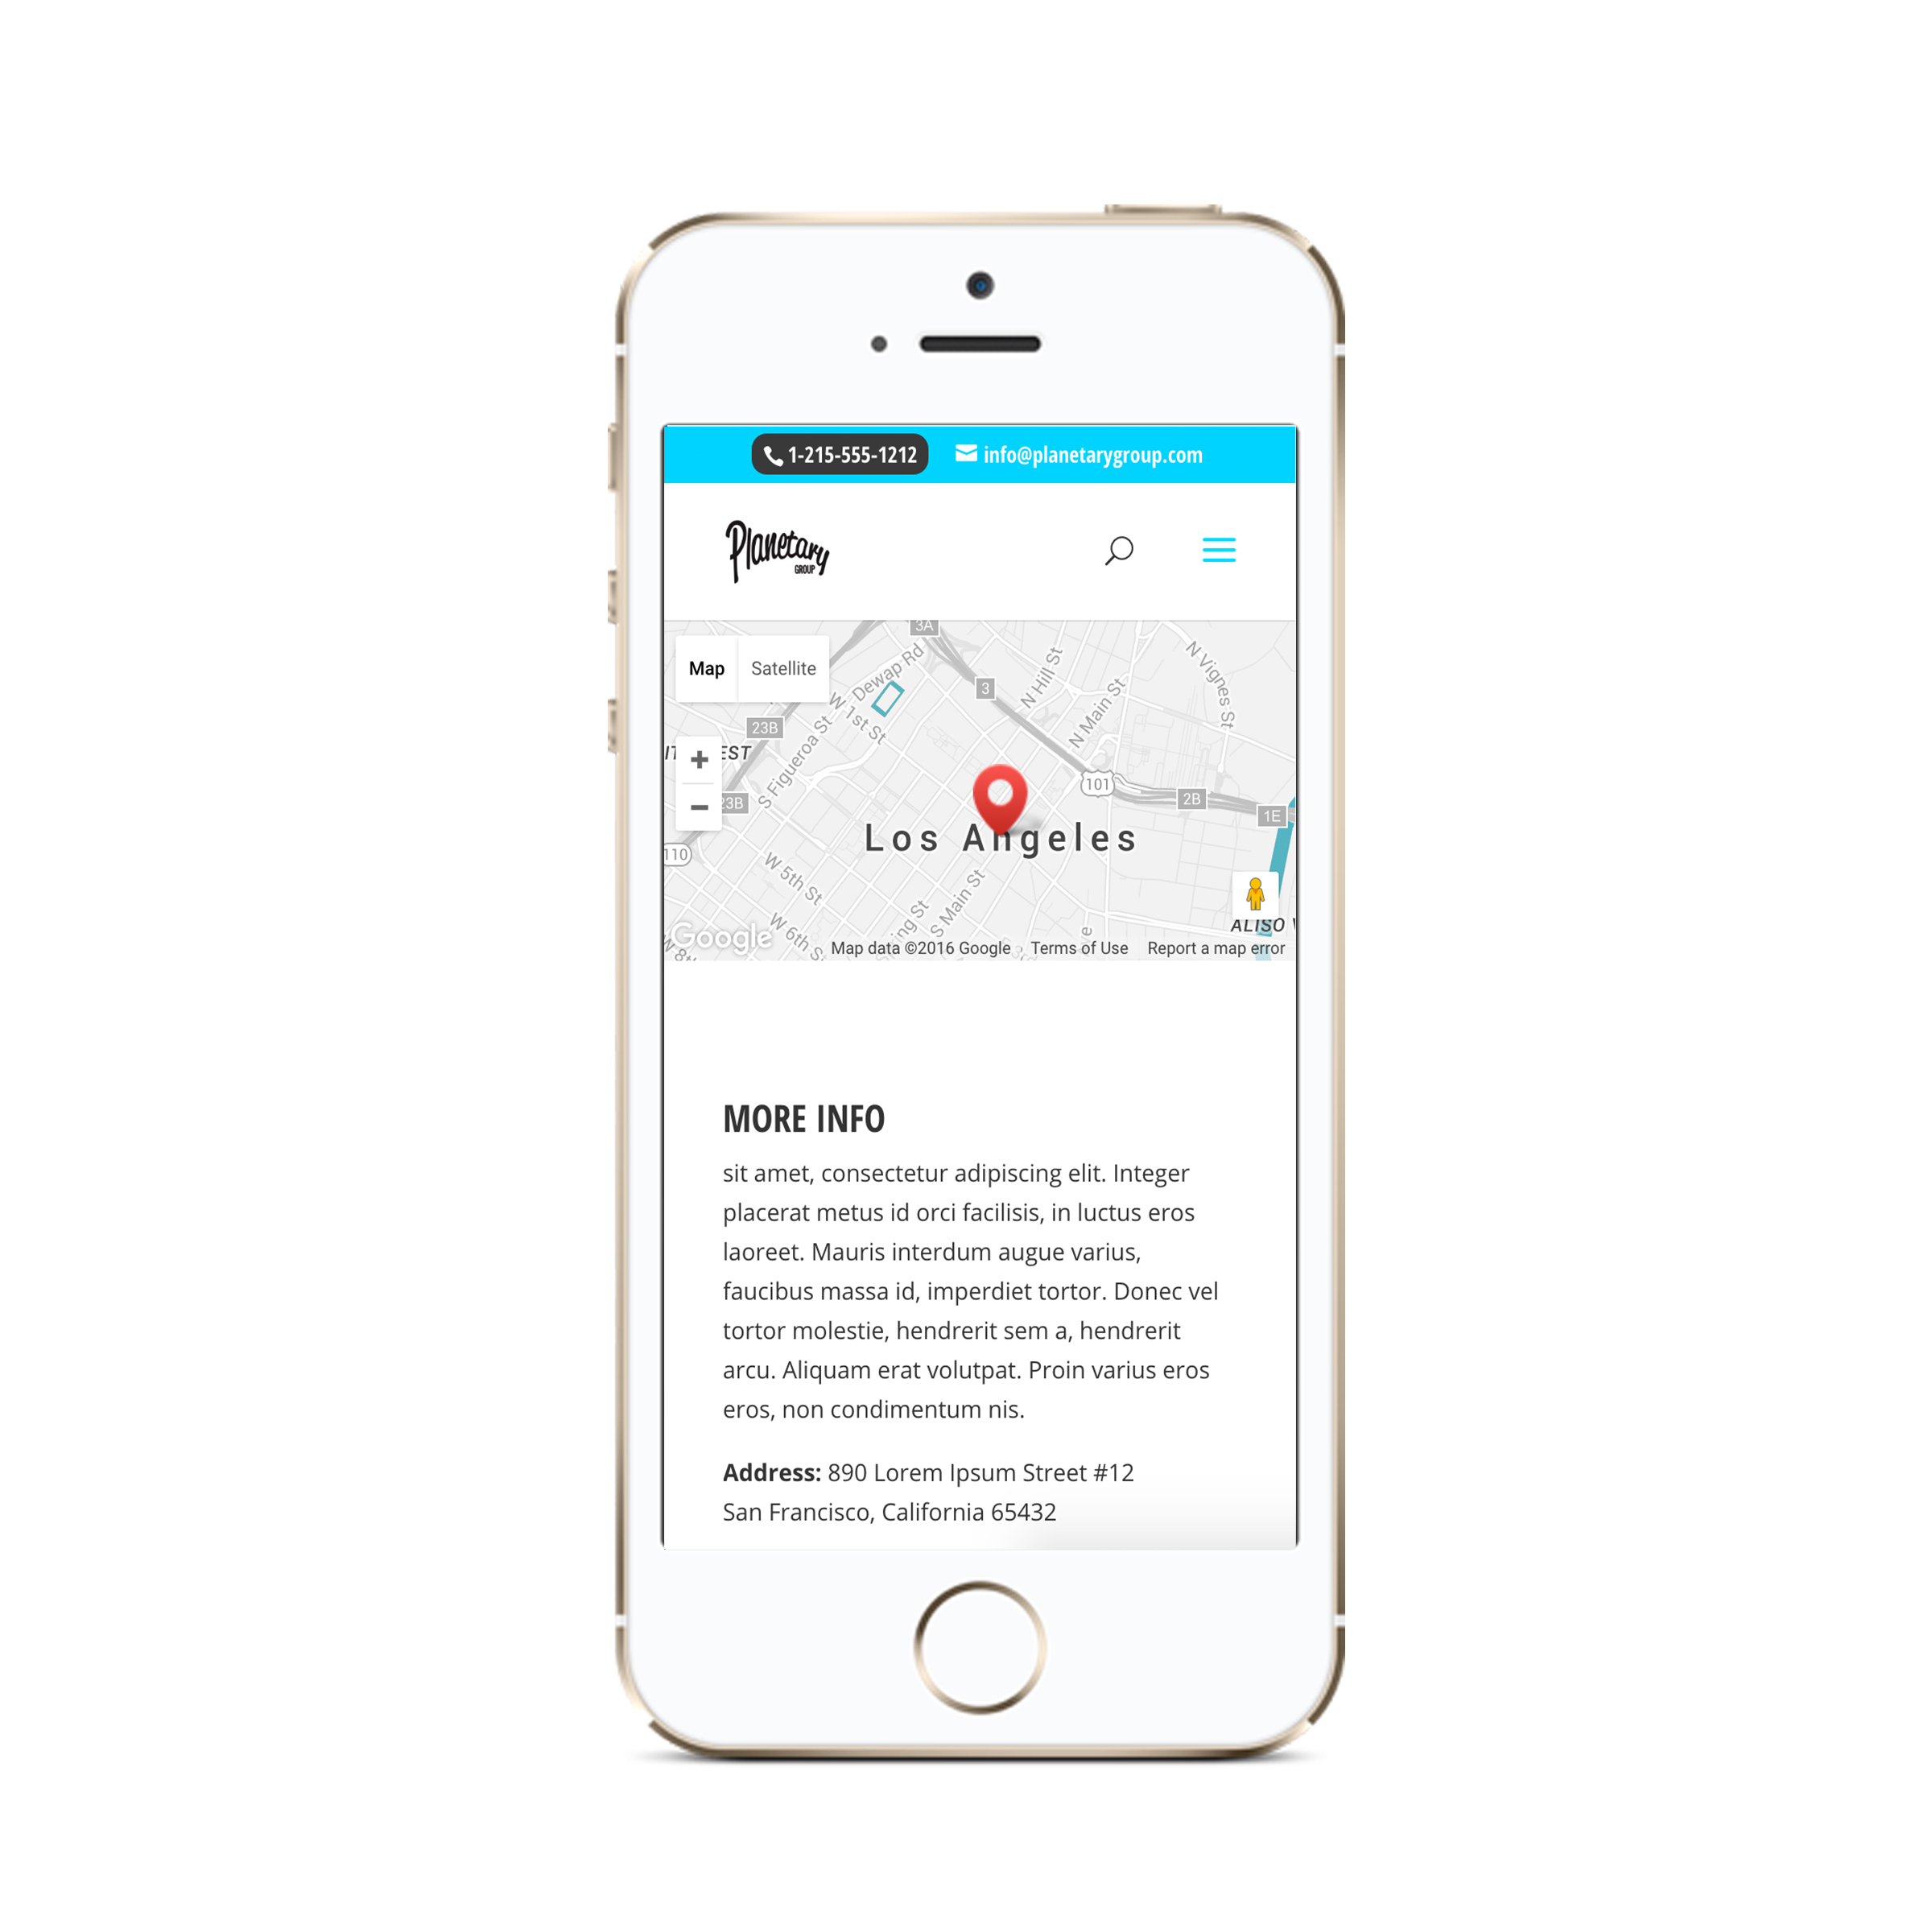 1-215-555-1212 info@planetarygroup.com
Planetary
GROUP
3A
Map Satellite
Dewap Rd
N Hill St
N Vignes St
3
W 1st St
N Main St
23B
S Figueroa St
EST
+
101
23B
2B
−
1E
Los Angeles
110
W 5th St
S Main St
ALISO
W 6th S
ing St
Google
W 8th
Map data ©2016 Google Terms of Use Report a map error
MORE INFO
sit amet, consectetur adipiscing elit. Integer
placerat metus id orci facilisis, in luctus eros
laoreet. Mauris interdum augue varius,
faucibus massa id, imperdiet tortor. Donec vel
tortor molestie, hendrerit sem a, hendrerit
arcu. Aliquam erat volutpat. Proin varius eros
eros, non condimentum nis.
Address: 890 Lorem Ipsum Street #12
San Francisco, California 65432